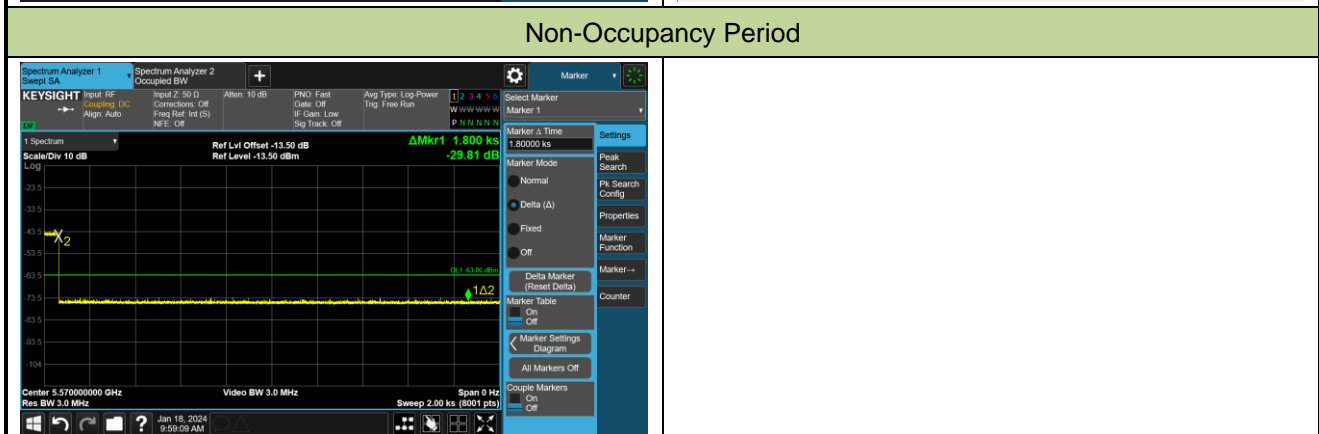 Non-Occupancy Period
Spectrum Analyzer 1
Swept SA
Spectrum Analyzer 2
Occupied BW
+
Marker
KEYSIGHT
Input: RF
Coupling: DC
Align: Auto
Input Z: 50 Ω
Corrections: Off
Freq Ref: Int (S)
NFE: Off
Atten: 10 dB
PNO: Fast
Gate: Off
IF Gain: Low
Sig Track: Off
Avg Type: Log-Power
Trig: Free Run
1 2 3 4 5 6
W W W W W W
P N N N N N
Select Marker
Marker 1
1 Spectrum
Scale/Div 10 dB
Log
Ref Lvl Offset -13.50 dB
Ref Level -13.50 dBm
ΔMkr1 1.800 ks
-29.81 dB
-23.5
-33.5
-43.5
-53.5
-63.5
-73.5
-83.5
-93.5
-104
2
DL1 -63.00 dBm
1Δ2
Center 5.570000000 GHz
Res BW 3.0 MHz
Video BW 3.0 MHz
Span 0 Hz
Sweep 2.00 ks (8001 pts)
Marker Δ Time
1.80000 ks
Marker Mode
Normal
Delta (Δ)
Fixed
Off
Delta Marker
(Reset Delta)
Marker Table
On
Off
Marker Settings
Diagram
All Markers Off
Couple Markers
On
Off
Settings
Peak
Search
Pk Search
Config
Properties
Marker
Function
Marker→
Counter
?
Jan 18, 2024
9:59:09 AM